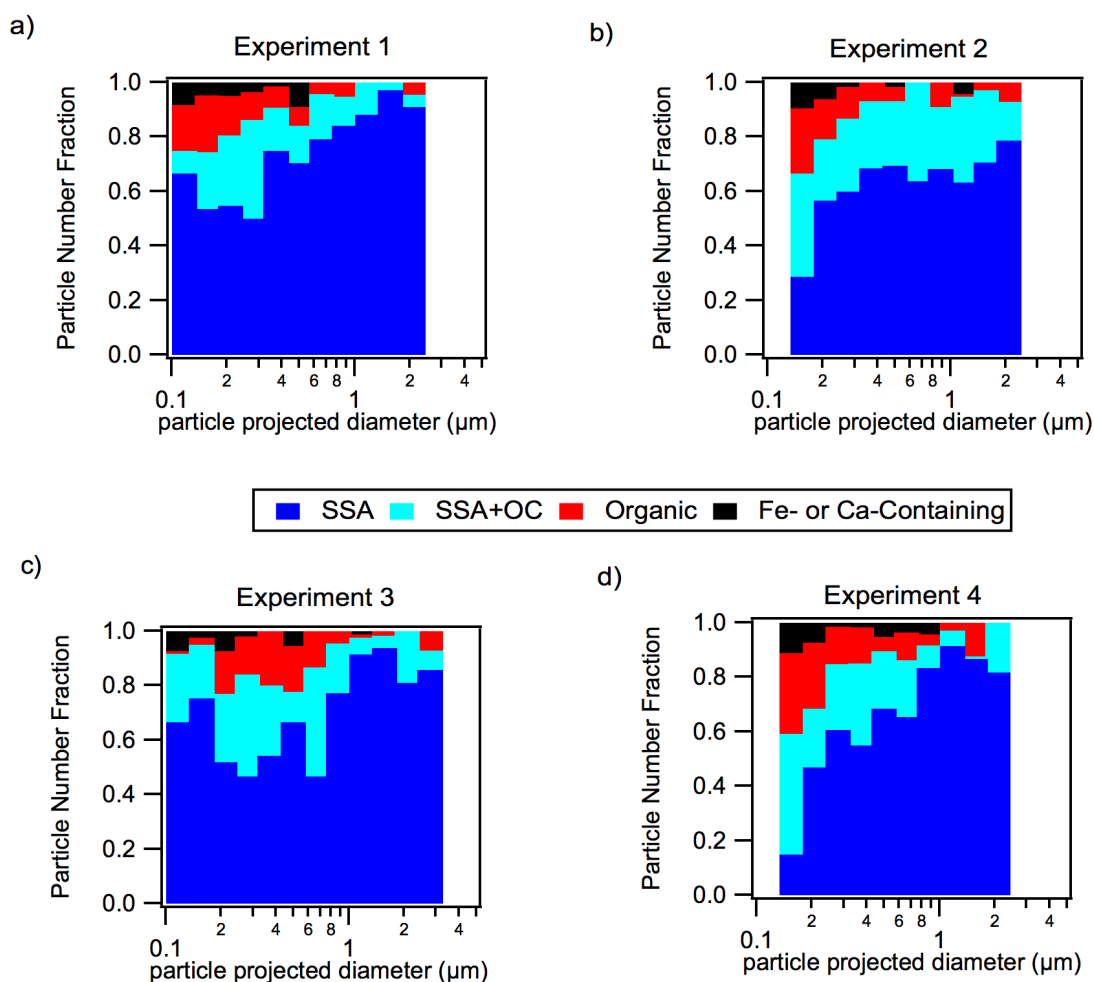 a)
Experiment 1
Particle Number Fraction
1.0
0.8
0.6
0.4
0.2
0.0
2 4 6 8 2 4
0.1 1
particle projected diameter (µm)
b)
Experiment 2
Particle Number Fraction
1.0
0.8
0.6
0.4
0.2
0.0
2 4 6 8 2 4
0.1 1
particle projected diameter (µm)
SSA SSA+OC Organic Fe- or Ca-Containing
c)
Experiment 3
Particle Number Fraction
1.0
0.8
0.6
0.4
0.2
0.0
2 4 6 8 2 4
0.1 1
particle projected diameter (µm)
d)
Experiment 4
Particle Number Fraction
1.0
0.8
0.6
0.4
0.2
0.0
2 4 6 8 2 4
0.1 1
particle projected diameter (µm)